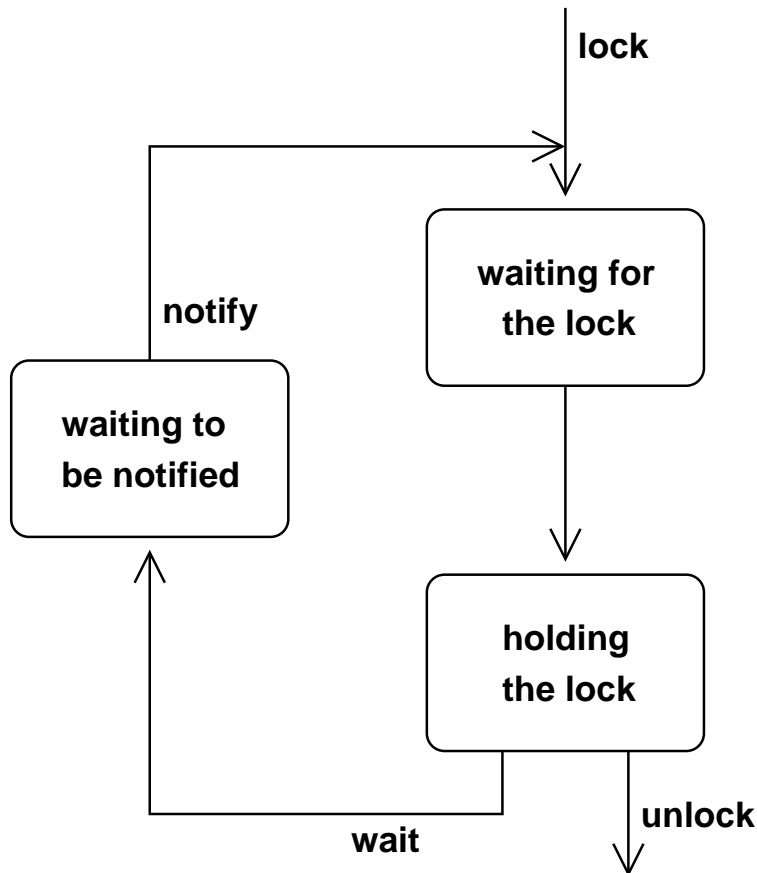 lock
waiting for
the lock
notify
waiting to
be notified
holding
the lock
wait
unlock